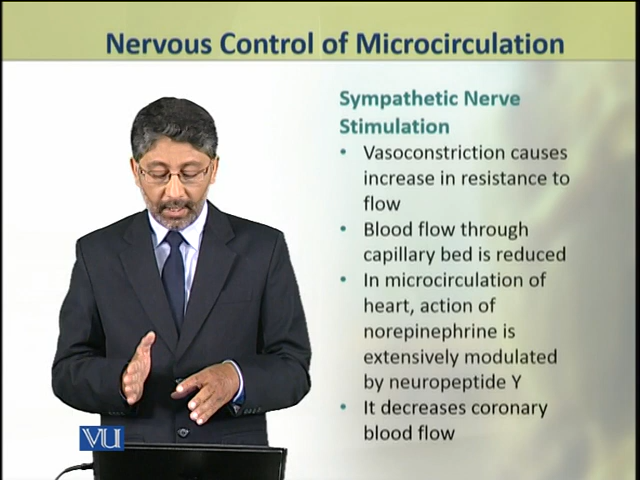 Nervous Control of Microcirculation
Sympathetic Nerve
Stimulation
• Vasoconstriction causes
increase in resistance to
flow
• Blood flow through
capillary bed is reduced
• In microcirculation of
heart, action of
norepinephrine is
extensively modulated
by neuropeptide Y
• It decreases coronary
blood flow
VU